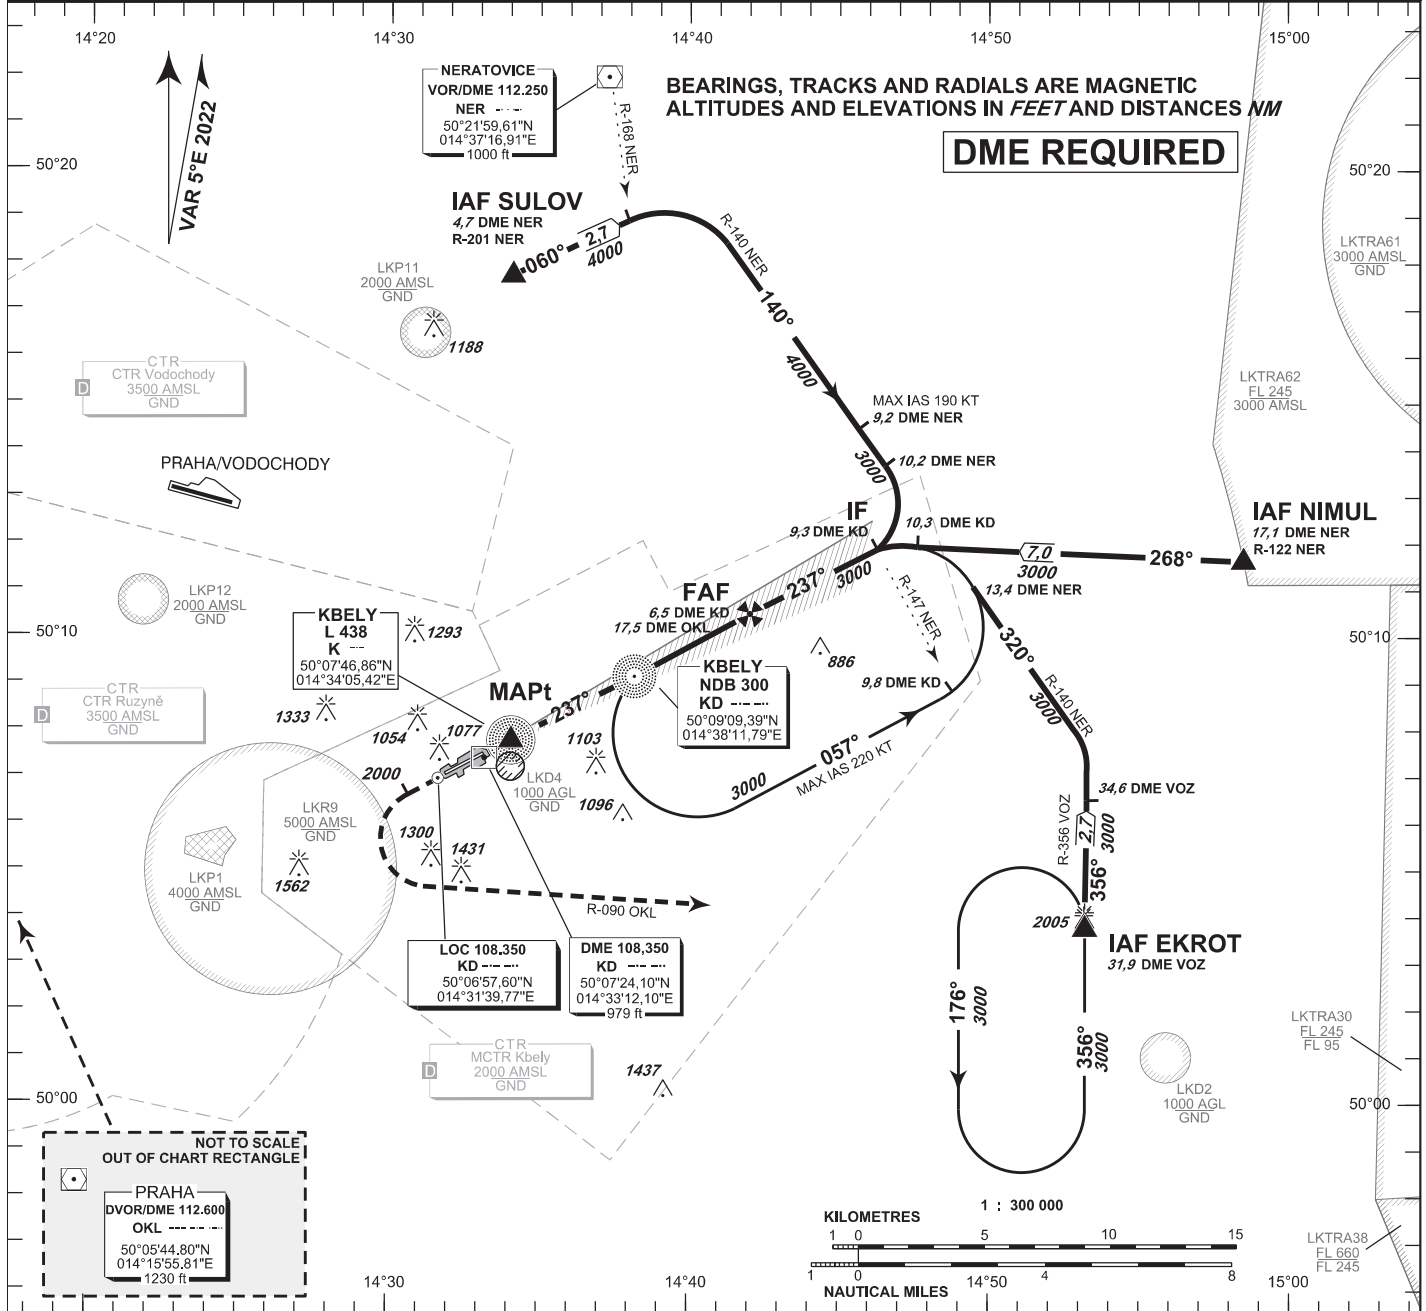 14°20
14°30
14°40
14°50
15°00
VAR 5°E 2022
NERATOVICE
VOR/DME 112.250
NER
50°21'59,61"N
014°37'16,91"E
1000 ft
BEARINGS, TRACKS AND RADIALS ARE MAGNETIC
ALTITUDES AND ELEVATIONS IN FEET AND DISTANCES NM
DME REQUIRED
50°20
50°20
R-168 NER
IAF SULOV
4,7 DME NER
R-201 NER
060°
2,7
4000
R-140 NER
140°
4000
LKTRA61
3000 AMSL
GND
LKP11
2000 AMSL
GND
1188
CTR
CTR Vodochody
3500 AMSL
GND
D
LKTRA62
FL 245
3000 AMSL
MAX IAS 190 KT
9,2 DME NER
3000
10,2 DME NER
PRAHA/VODOCHODY
IF
9,3 DME KD
10,3 DME KD
IAF NIMUL
17,1 DME NER
R-122 NER
7,0
3000
268°
13,4 DME NER
237°
3000
R-147 NER
FAF
6,5 DME KD
17,5 DME OKL
LKP12
2000 AMSL
GND
KBELY
L 438
K
50°07'46,86"N
014°34'05,42"E
1293
50°10
50°10
320°
3000
R-140 NER
886
9,8 DME KD
KBELY
NDB 300
KD
50°09'09,39"N
014°38'11,79"E
MAPt
237°
CTR
CTR Ruzyně
3500 AMSL
GND
D
1333
1054
1077
1103
2000
LKD4
1000 AGL
GND
1096
3000
057°
MAX IAS 220 KT
34,6 DME VOZ
R-356 VOZ
2,7
3000
356°
LKR9
5000 AMSL
GND
1300
1431
1562
LKP1
4000 AMSL
GND
R-090 OKL
2005
IAF EKROT
31,9 DME VOZ
LOC 108.350
KD
50°06'57,60"N
014°31'39,77"E
DME 108,350
KD
50°07'24,10"N
014°33'12,10"E
979 ft
176°
3000
356°
3000
LKTRA30
FL 245
FL 95
CTR
MCTR Kbely
2000 AMSL
GND
D
1437
LKD2
1000 AGL
GND
50°00
50°00
NOT TO SCALE
OUT OF CHART RECTANGLE
PRAHA
DVOR/DME 112.600
OKL
50°05'44.80"N
014°15'55,81"E
1230 ft
1 : 300 000
KILOMETRES
1 0 5 10 15
1 0 4 8
NAUTICAL MILES
LKTRA38
FL 660
FL 245
14°30
14°40
14°50
15°00